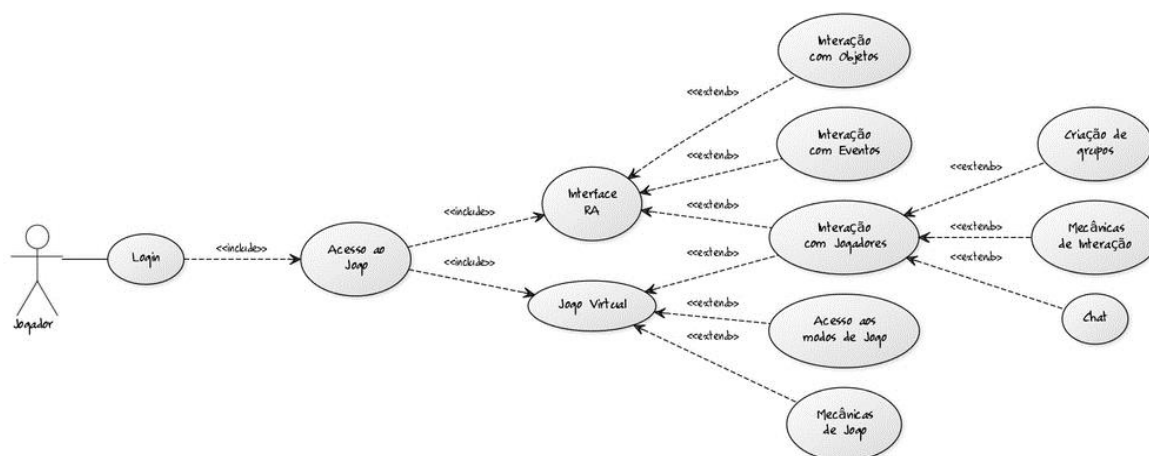 Interação
com Objetos
<<extend>>
Interação
com Eventos
<<extend>>
Criação de
grupos
<<extend>>
Interface
RA
<<include>>
<<extend>>
Interação
com Jogadores
<<extend>>
Mecânicas
de Interação
Login
<<include>>
Acesso ao
Jogo
<<include>>
<<extend>>
<<extend>>
Jogador
Jogo Virtual
<<extend>>
Acesso aos
modos de Jogo
Chat
<<extend>>
Mecânicas
de Jogo